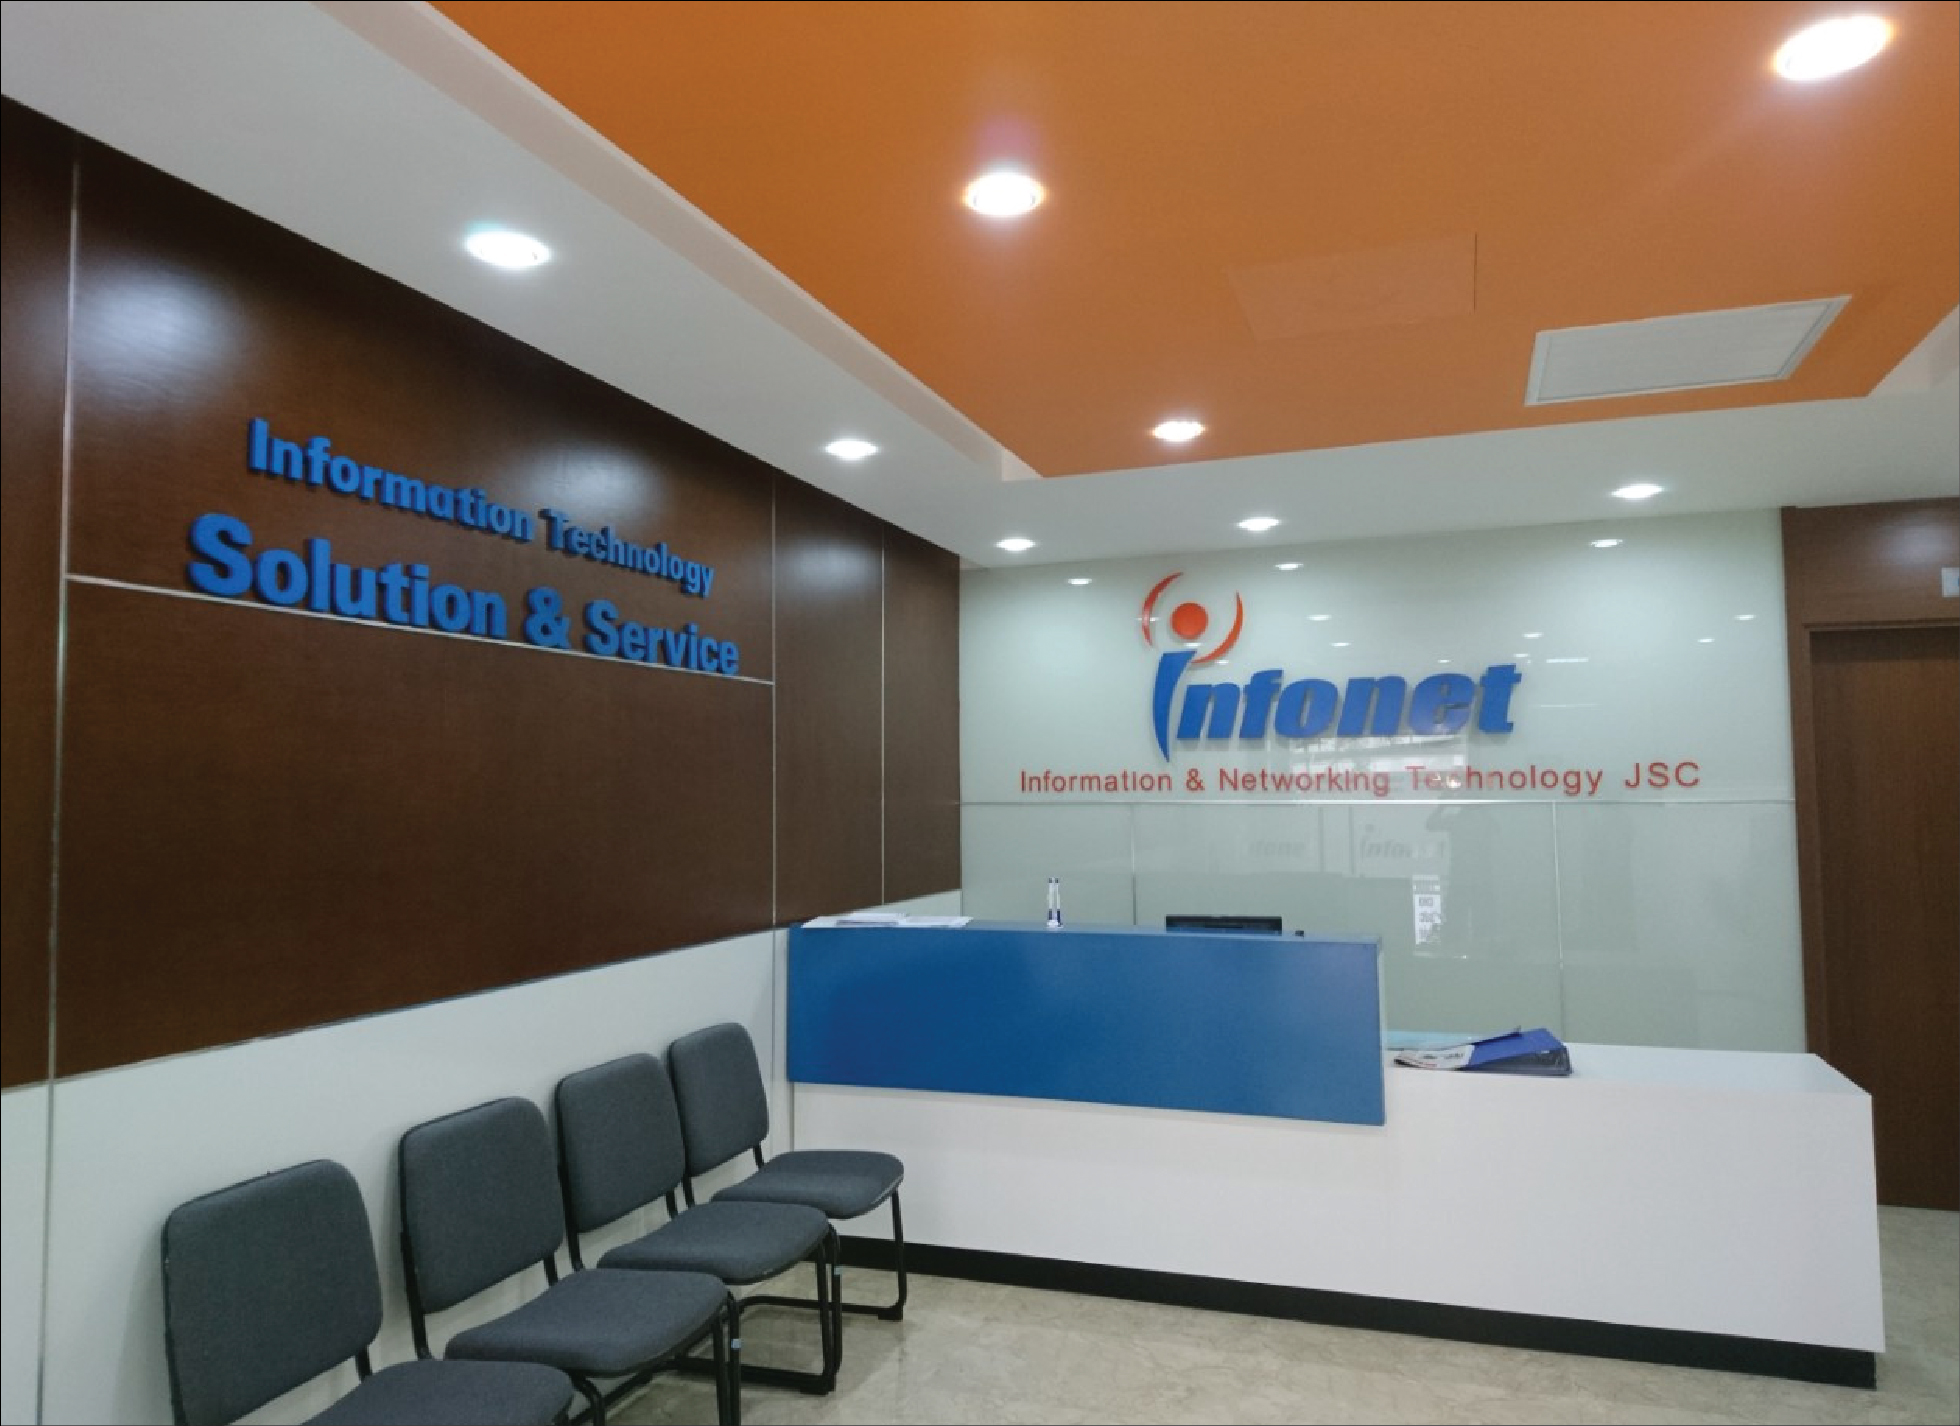 Information Technology
Solution & Service
infonet
Information & Networking Technology JSC